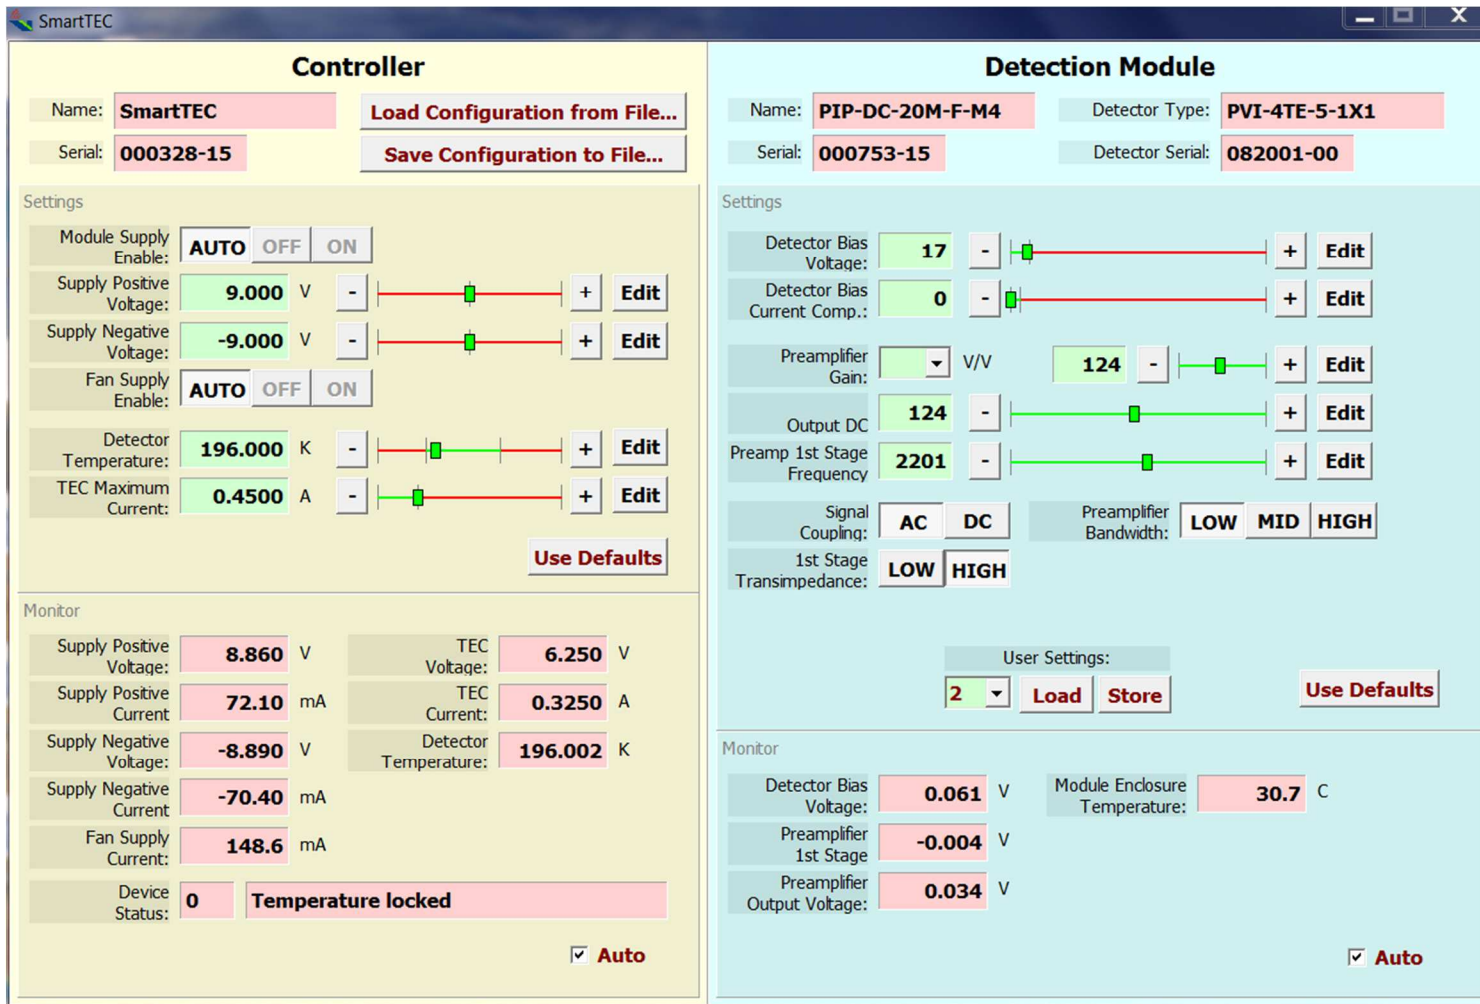 SmartTEC
Controller
Name: SmartTEC Load Configuration from File...
Serial: 000328-15 Save Configuration to File...
Settings
Module Supply
Enable: AUTO OFF ON
Supply Positive
Voltage: 9.000 V - + Edit
Supply Negative
Voltage: -9.000 V - + Edit
Fan Supply
Enable: AUTO OFF ON
Detector
Temperature: 196.000 K - + Edit
TEC Maximum
Current: 0.4500 A - + Edit
Use Defaults
Monitor
Supply Positive
Voltage: 8.860 V
TEC
Voltage: 6.250 V
Supply Positive
Current 72.10 mA
TEC
Current: 0.3250 A
Supply Negative
Voltage: -8.890 V
Detector
Temperature: 196.002 K
Supply Negative
Current -70.40 mA
Fan Supply
Current: 148.6 mA
Device
Status: 0 Temperature locked
Auto
Detection Module
Name: PIP-DC-20M-F-M4 Detector Type: PVI-4TE-5-1X1
Serial: 000753-15 Detector Serial: 082001-00
Settings
Detector Bias
Voltage: 17 - + Edit
Detector Bias
Current Comp.: 0 - + Edit
Preamplifier
Gain: V/V 124 - + Edit
Output DC 124 - + Edit
Preamp 1st Stage
Frequency 2201 - + Edit
Signal
Coupling: AC DC
Preamplifier
Bandwidth: LOW MID HIGH
1st Stage
Transimpedance: LOW HIGH
User Settings:
2 Load Store Use Defaults
Monitor
Detector Bias
Voltage: 0.061 V
Module Enclosure
Temperature: 30.7 C
Preamplifier
1st Stage -0.004 V
Preamplifier
Output Voltage: 0.034 V
Auto